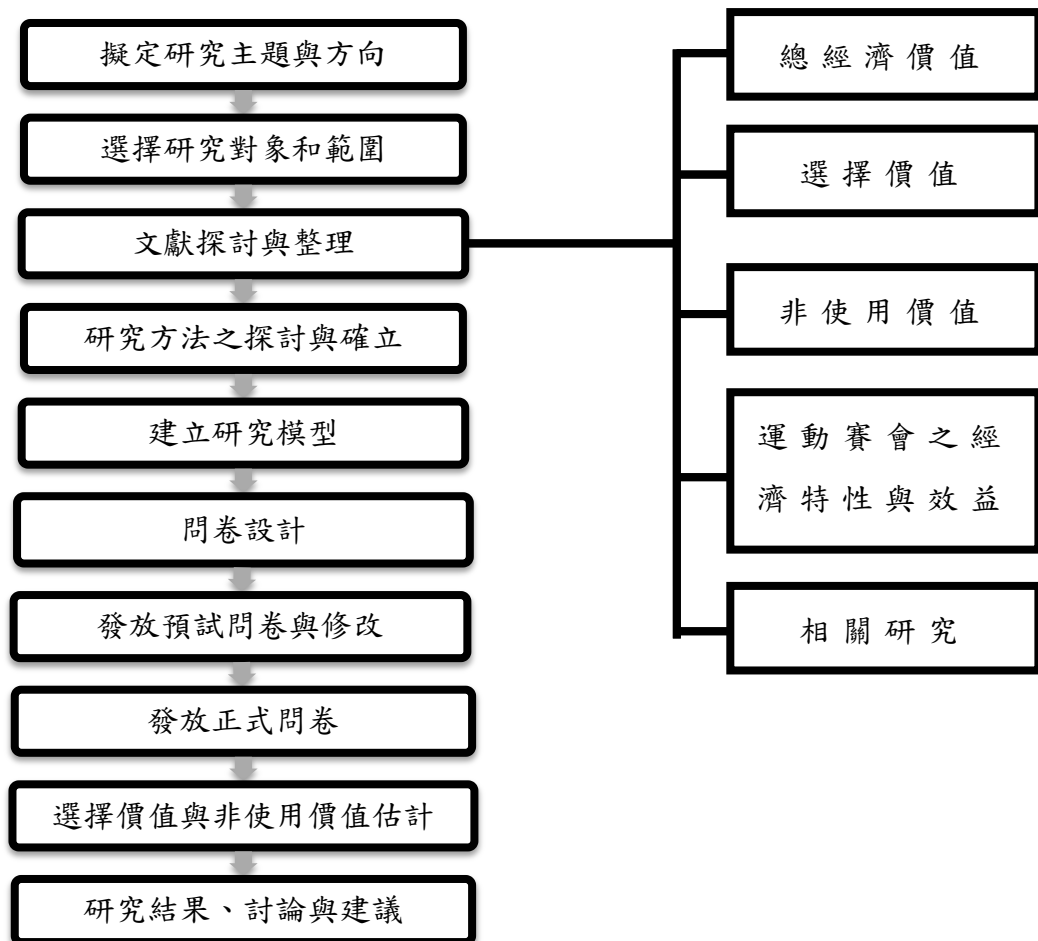 擬定研究主題與方向
選擇研究對象和範圍
文獻探討與整理
研究方法之探討與確立
建立研究模型
問卷設計
發放預試問卷與修改
發放正式問卷
選擇價值與非使用價值估計
研究結果、討論與建議
總經濟價值
選擇價值
非使用價值
運動賽會之經
濟特性與效益
相關研究